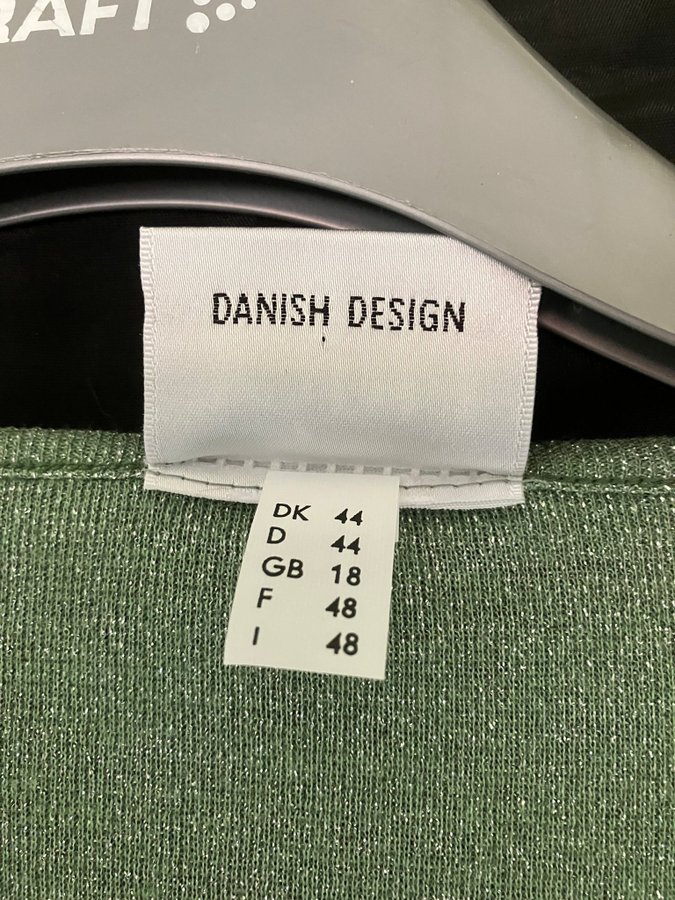 RAFT
DANISH DESIGN
DK 44
D 44
GB 18
F 48
I 48